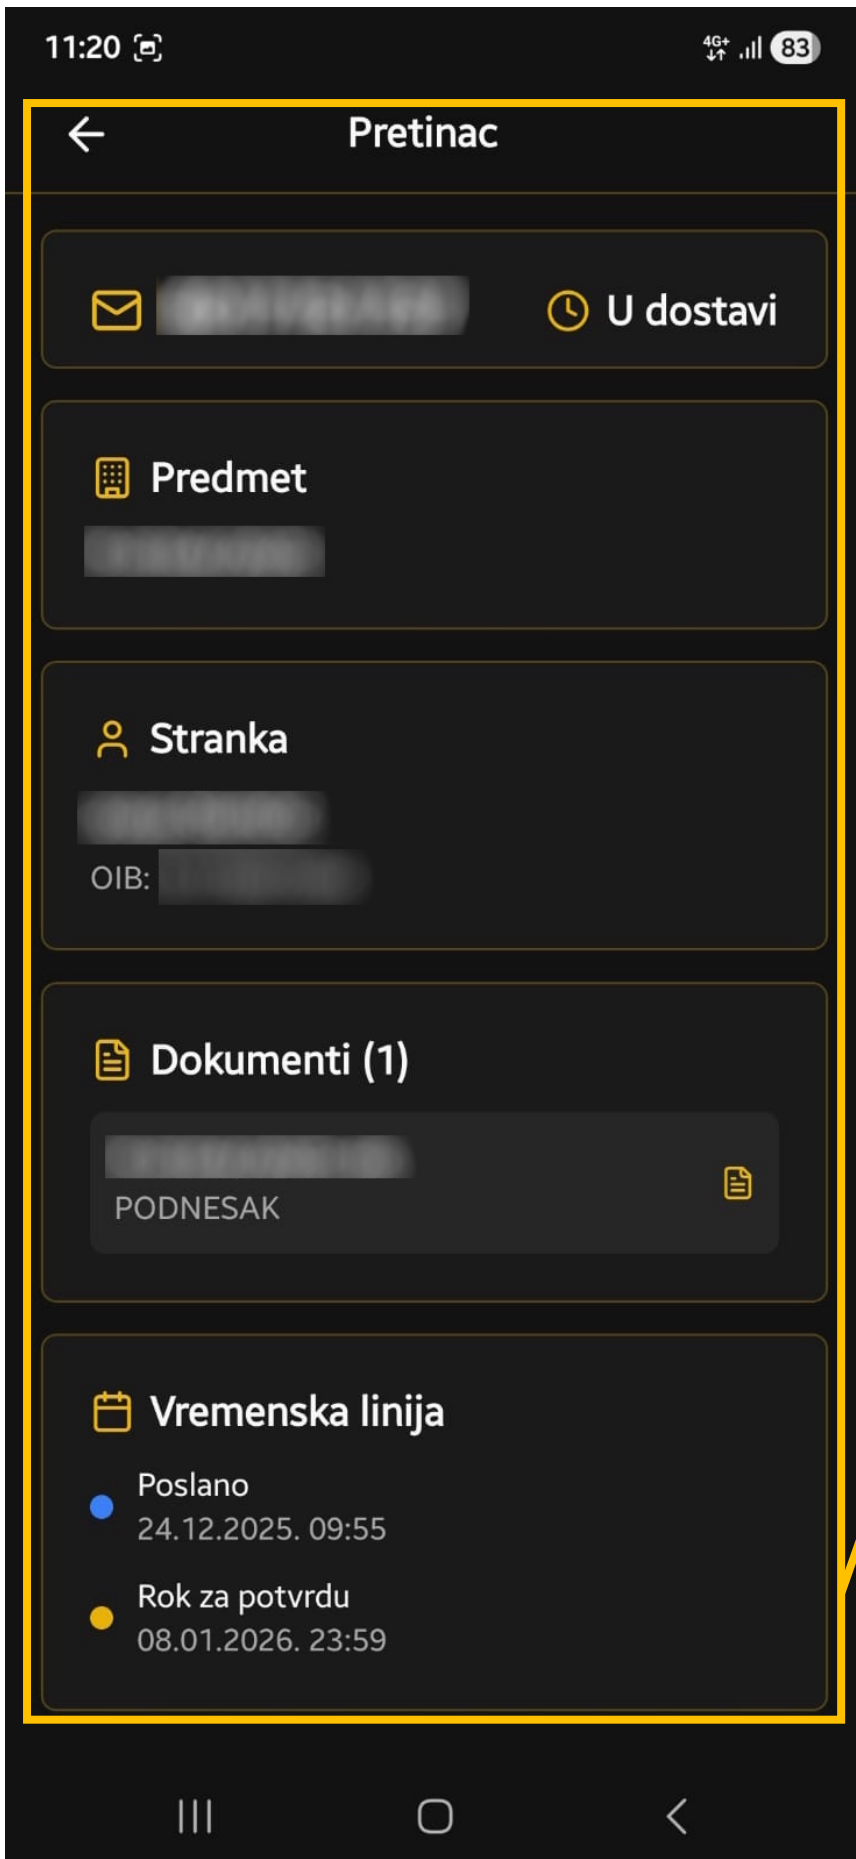 11:20
4G+ 83
Pretinac
U dostavi
Predmet
Stranka
OIB:
Dokumenti (1)
PODNESAK
Vremenska linija
Poslano
24.12.2025. 09:55
Rok za potvrdu
08.01.2026. 23:59